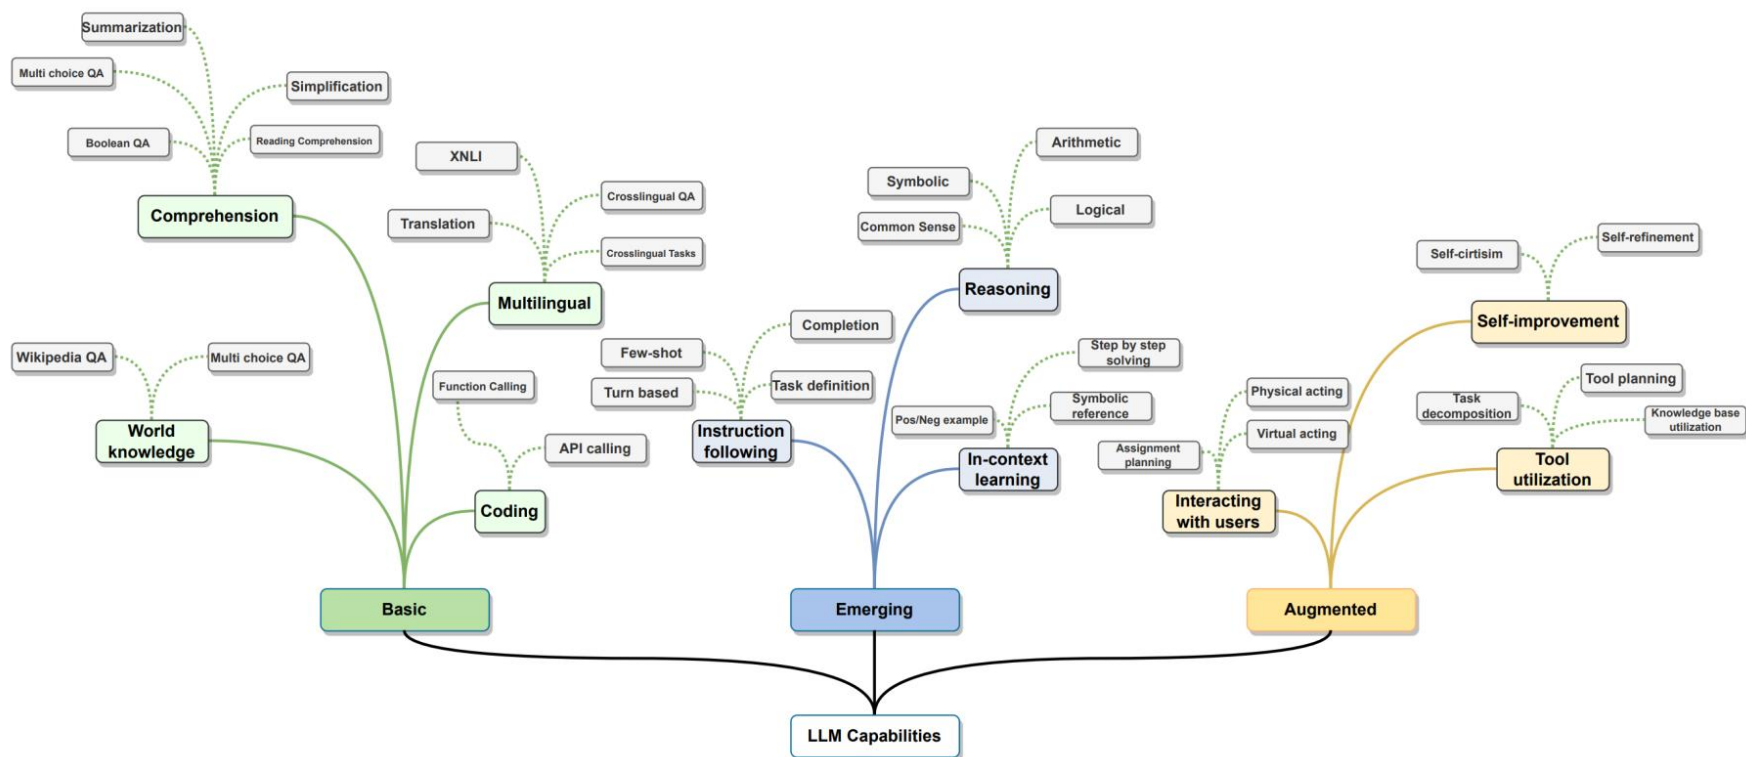 Summarization
Multi choice QA
Simplification
Boolean QA
Reading Comprehension
Comprehension
XNLI
Crosslingual QA
Translation
Crosslingual Tasks
Multilingual
Wikipedia QA
Multi choice QA
World
knowledge
Function Calling
API calling
Coding
Basic
Arithmetic
Symbolic
Logical
Common Sense
Reasoning
Completion
Few-shot
Turn based
Task definition
Instruction
following
Step by step
solving
Symbolic
reference
Pos/Neg example
In-context
learning
Emerging
Self-refinement
Self-cirtisim
Self-improvement
Physical acting
Virtual acting
Assignment
planning
Interacting
with users
Tool planning
Task
decomposition
Knowledge base
utilization
Tool
utilization
Augmented
LLM Capabilities